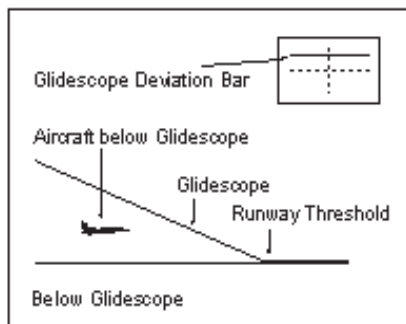 Glidescope Deviation Bar
Aircraft below Glidescope
Glidescope
Runway Threshold
Below Glidescope